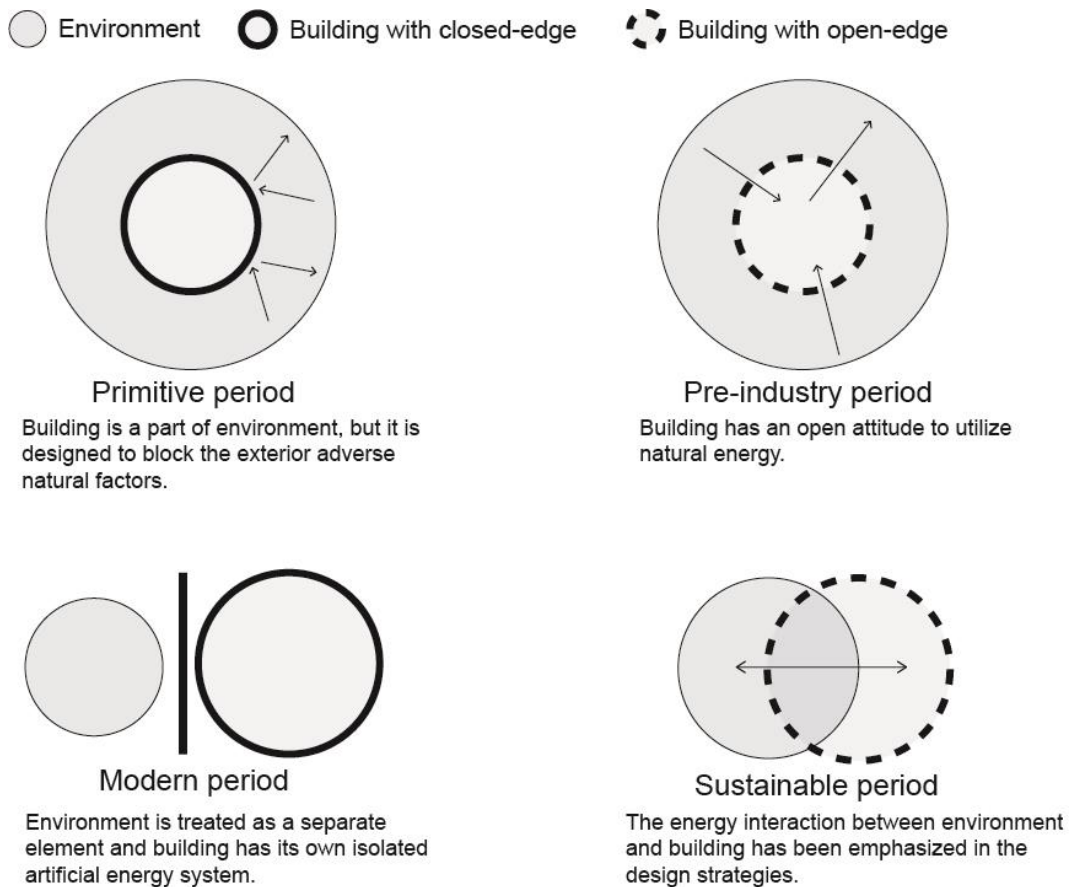 Environment
Building with closed-edge
Building with open-edge
Primitive period
Building is a part of environment, but it is
designed to block the exterior adverse
natural factors.
Pre-industry period
Building has an open attitude to utilize
natural energy.
Modern period
Environment is treated as a separate
element and building has its own isolated
artificial energy system.
Sustainable period
The energy interaction between environment
and building has been emphasized in the
design strategies.